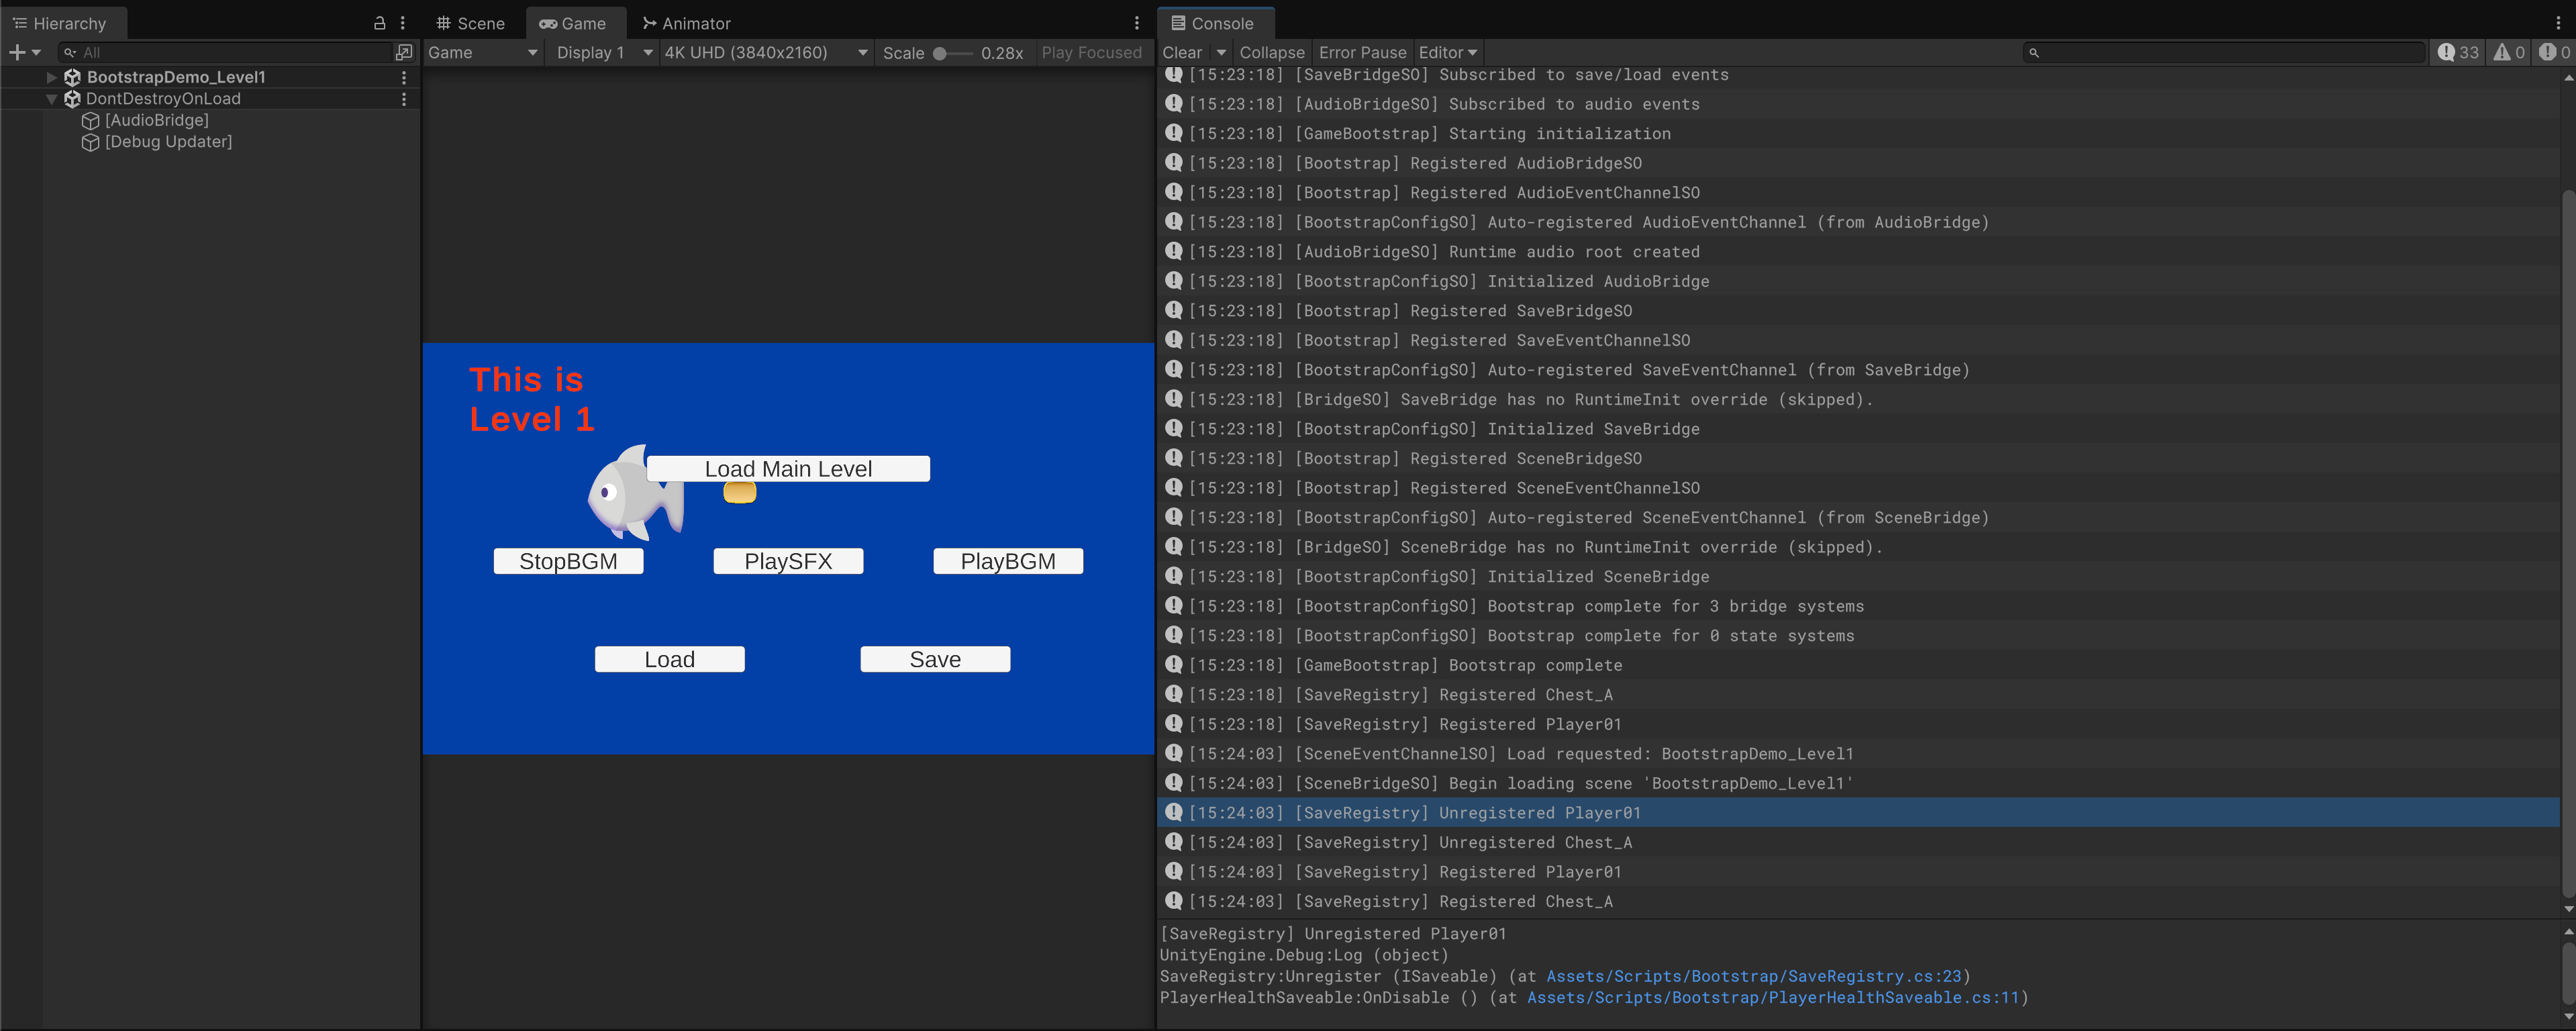 Hierarchy
All
BootstrapDemo_Level1
DontDestroyOnLoad
[AudioBridge]
[Debug Updater]
Scene
Game
Animator
Game
Display 1
4K UHD (3840x2160)
Scale
0.28x
Play Focused
This is
Level 1
Load Main Level
StopBGM
PlaySFX
PlayBGM
Load
Save
Console
Clear
Collapse
Error Pause
Editor
33
0
0
[15:23:18] [SaveBridgeSO] Subscribed to save/load events
[15:23:18] [AudioBridgeSO] Subscribed to audio events
[15:23:18] [GameBootstrap] Starting initialization
[15:23:18] [Bootstrap] Registered AudioBridgeSO
[15:23:18] [Bootstrap] Registered AudioEventChannelSO
[15:23:18] [BootstrapConfigSO] Auto-registered AudioEventChannel (from AudioBridge)
[15:23:18] [AudioBridgeSO] Runtime audio root created
[15:23:18] [BootstrapConfigSO] Initialized AudioBridge
[15:23:18] [Bootstrap] Registered SaveBridgeSO
[15:23:18] [Bootstrap] Registered SaveEventChannelSO
[15:23:18] [BootstrapConfigSO] Auto-registered SaveEventChannel (from SaveBridge)
[15:23:18] [BridgeSO] SaveBridge has no RuntimeInit override (skipped).
[15:23:18] [BootstrapConfigSO] Initialized SaveBridge
[15:23:18] [Bootstrap] Registered SceneBridgeSO
[15:23:18] [Bootstrap] Registered SceneEventChannelSO
[15:23:18] [BootstrapConfigSO] Auto-registered SceneEventChannel (from SceneBridge)
[15:23:18] [BridgeSO] SceneBridge has no RuntimeInit override (skipped).
[15:23:18] [BootstrapConfigSO] Initialized SceneBridge
[15:23:18] [BootstrapConfigSO] Bootstrap complete for 3 bridge systems
[15:23:18] [BootstrapConfigSO] Bootstrap complete for 0 state systems
[15:23:18] [GameBootstrap] Bootstrap complete
[15:23:18] [SaveRegistry] Registered Chest_A
[15:23:18] [SaveRegistry] Registered Player01
[15:24:03] [SceneEventChannelSO] Load requested: BootstrapDemo_Level1
[15:24:03] [SceneBridgeSO] Begin loading scene 'BootstrapDemo_Level1'
[15:24:03] [SaveRegistry] Unregistered Player01
[15:24:03] [SaveRegistry] Unregistered Chest_A
[15:24:03] [SaveRegistry] Registered Player01
[15:24:03] [SaveRegistry] Registered Chest_A
[SaveRegistry] Unregistered Player01
UnityEngine.Debug:Log (object)
SaveRegistry:Unregister (ISaveable) (at Assets/Scripts/Bootstrap/SaveRegistry.cs:23)
PlayerHealthSaveable:OnDisable () (at Assets/Scripts/Bootstrap/PlayerHealthSaveable.cs:11)